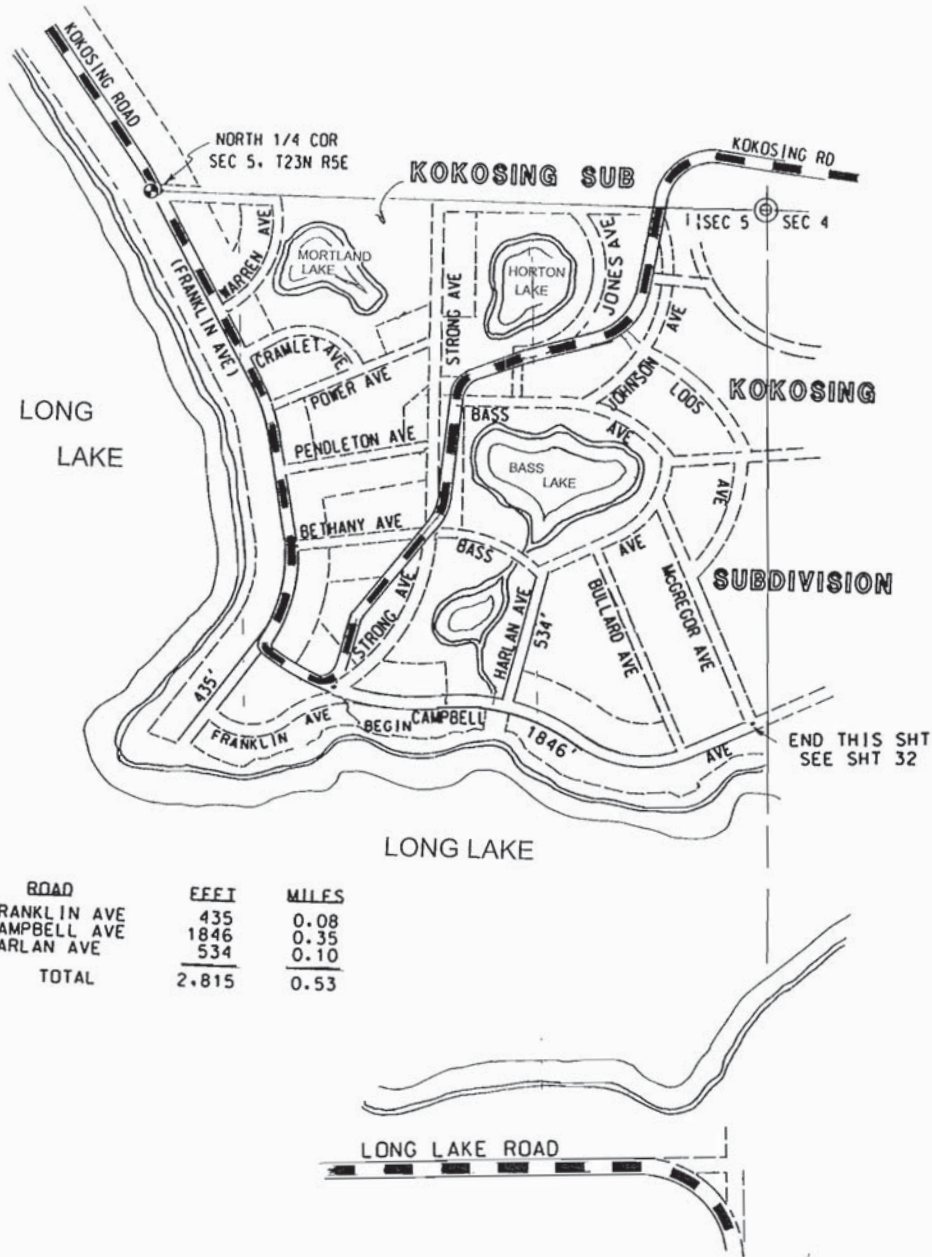 KOKOSING ROAD
NORTH 1/4 COR
SEC 5, T23N R5E
KOKOSING SUB
KOKOSING RD
SEC 5
SEC 4
WARREN AVE
MORTLAND
LAKE
HORTON
LAKE
JONES AVE
STRONG AVE
(FRANKLIN AVE)
CRAMLET AVE
POWER AVE
JOHNSON AVE
LOOS AVE
KOKOSING
LONG
LAKE
PENDLETON AVE
BASS AVE
BASS
LAKE
BETHANY AVE
BASS AVE
SUBDIVISION
(STRONG AVE
HARLAN AVE
534'
BULLARD AVE
McGREGOR AVE
435'
FRANKLIN AVE
BEGIN
CAMPBELL AVE
1846'
END THIS SHT
SEE SHT 32
LONG LAKE
ROAD FEET MILES
RANKLIN AVE 435 0.08
AMPBELL AVE 1846 0.35
ARLAN AVE 534 0.10
TOTAL 2,815 0.53
LONG LAKE ROAD